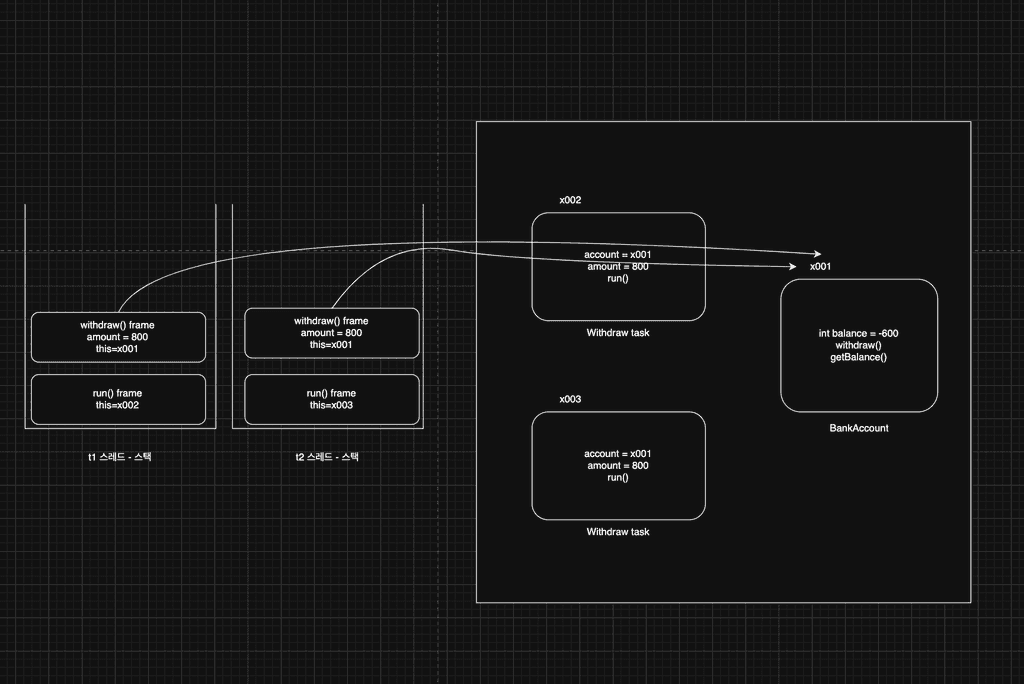 withdraw() frame
amount = 800
this=x001
run() frame
this=x002
t1 스레드 - 스택
withdraw() frame
amount = 800
this=x001
run() frame
this=x003
t2 스레드 - 스택
x002
account = x001
amount = 800
run()
Withdraw task
x003
account = x001
amount = 800
run()
Withdraw task
x001
int balance = -600
withdraw()
getBalance()
BankAccount